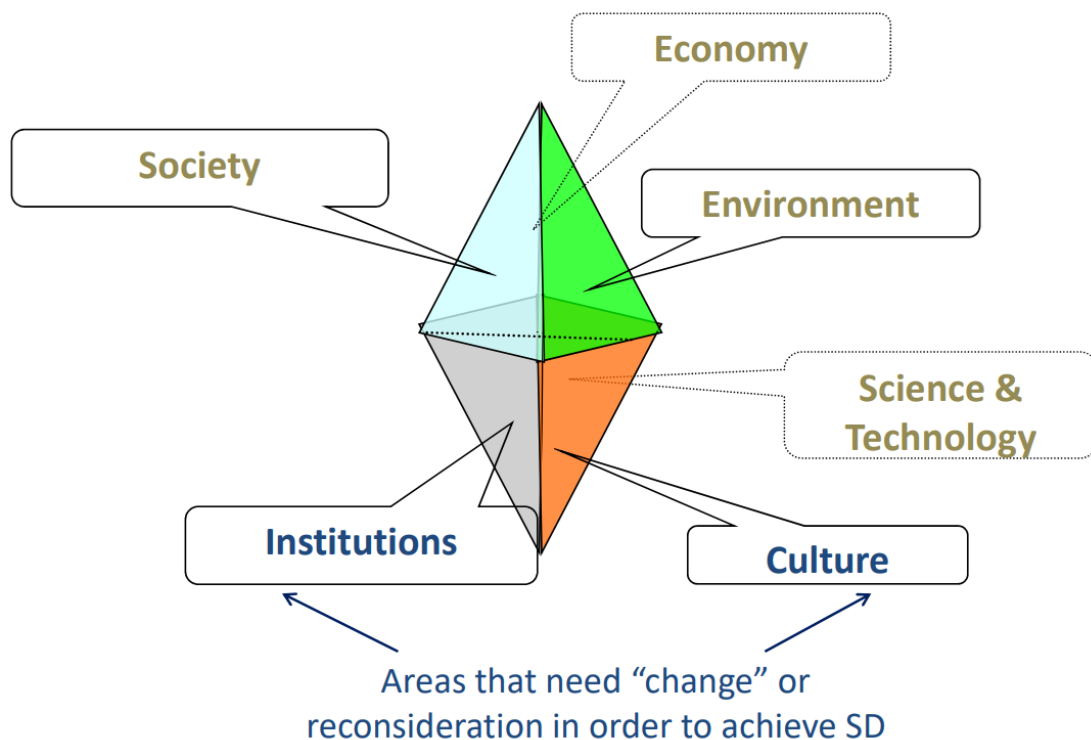 Economy
Society
Environment
Science &
Technology
Institutions
Culture
Areas that need “change” or
reconsideration in order to achieve SD